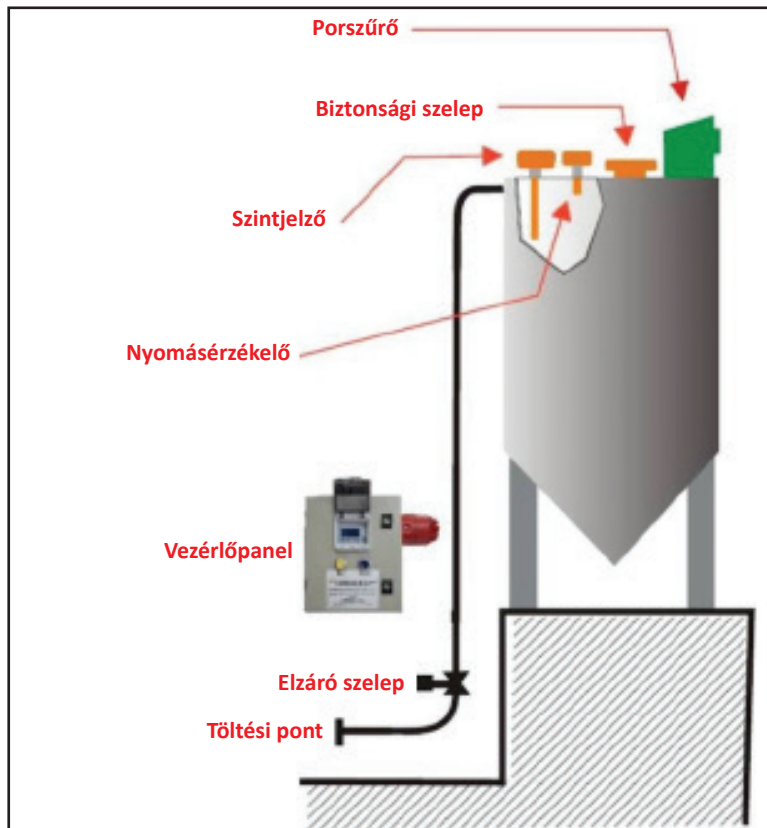 Porszűrő
Biztonsági szelep
Szintjelző
Nyomásérzékelő
Vezérlőpanel
Elzáró szelep
Töltési pont